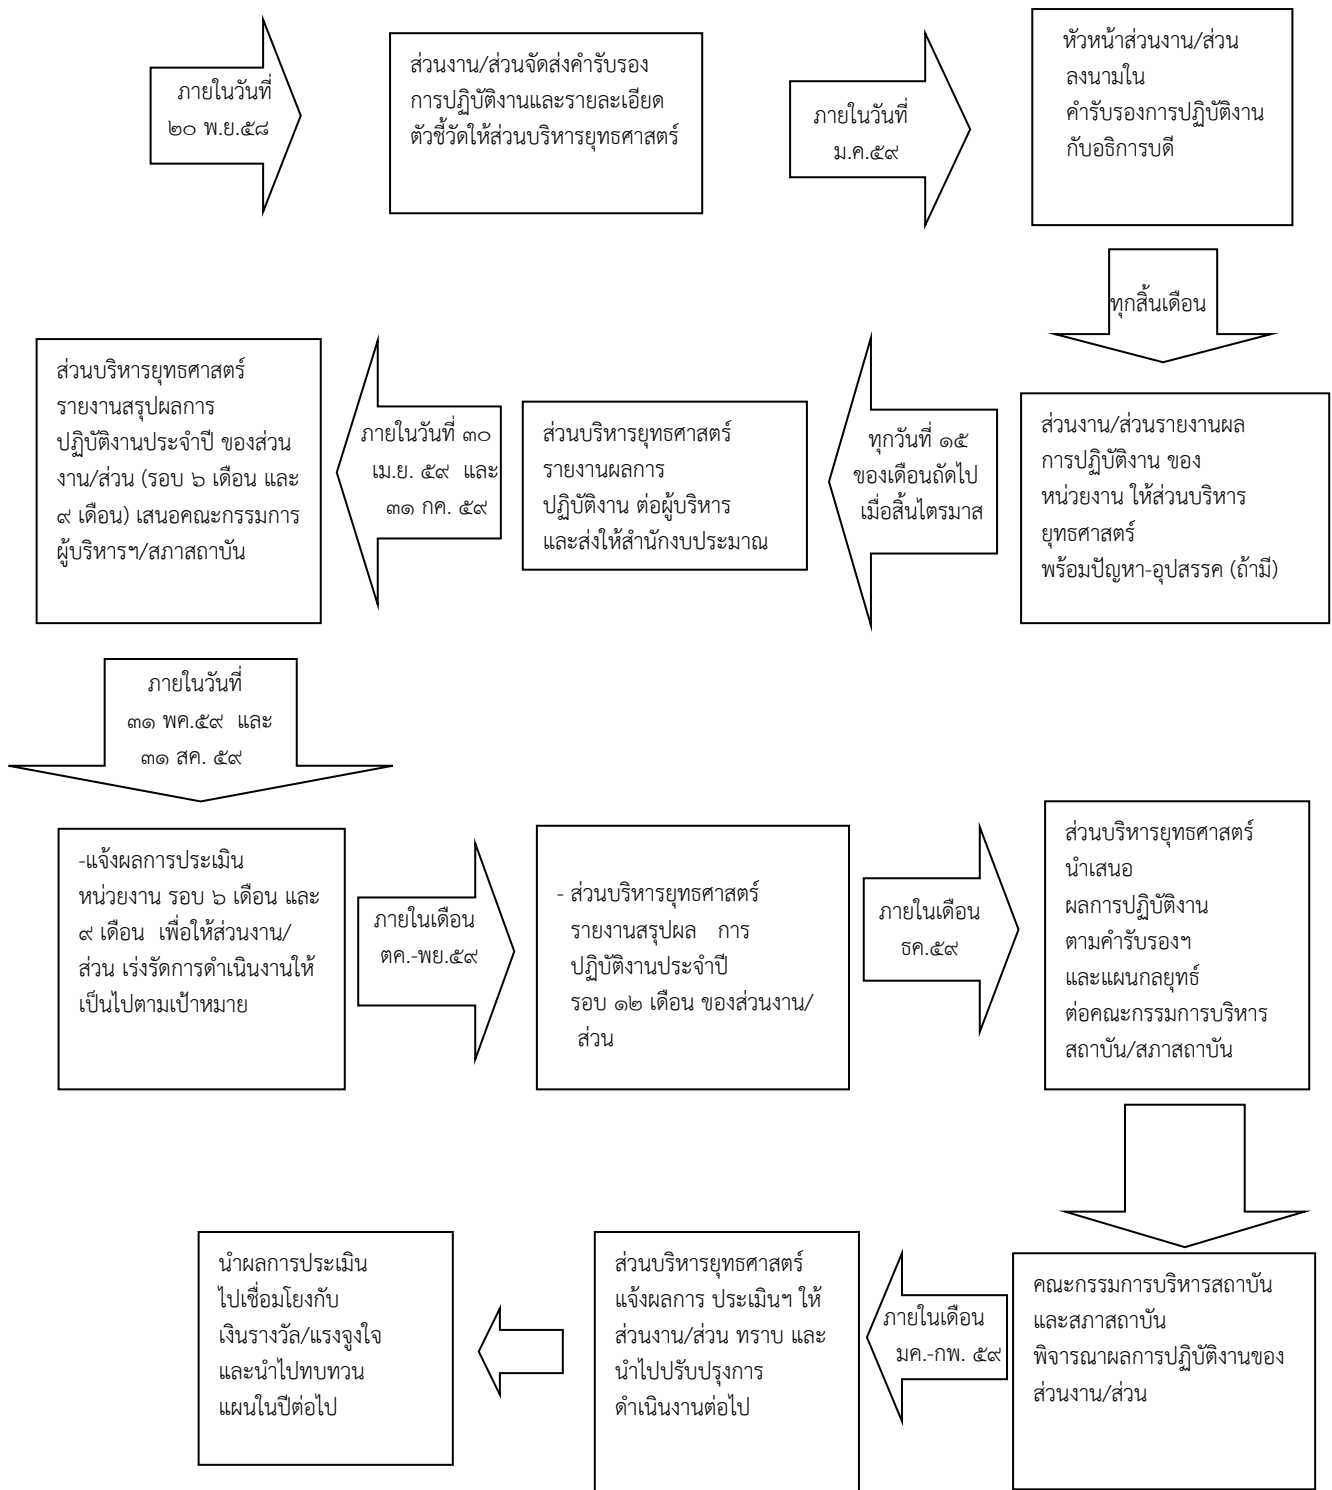 ภายในวันที่
๒๐ พ.ย.๕๘
ส่วนงาน/ส่วนจัดส่งคำรับรอง
การปฏิบัติงานและรายละเอียด
ตัวชี้วัดให้ส่วนบริหารยุทธศาสตร์
ภายในวันที่
ม.ค.๕๙
หัวหน้าส่วนงาน/ส่วน
ลงนามใน
คำรับรองการปฏิบัติงาน
กับอธิการบดี
ทุกสิ้นเดือน
ส่วนงาน/ส่วนรายงานผล
การปฏิบัติงาน ของ
หน่วยงาน ให้ส่วนบริหาร
ยุทธศาสตร์
พร้อมปัญหา-อุปสรรค (ถ้ามี)
ทุกวันที่ ๑๕
ของเดือนถัดไป
เมื่อสิ้นไตรมาส
ส่วนบริหารยุทธศาสตร์
รายงานผลการ
ปฏิบัติงาน ต่อผู้บริหาร
และส่งให้สำนักงบประมาณ
ภายในวันที่ ๓๐
เม.ย. ๕๙ และ
๓๑ กค. ๕๙
ส่วนบริหารยุทธศาสตร์
รายงานสรุปผลการ
ปฏิบัติงานประจำปี ของส่วน
งาน/ส่วน (รอบ ๖ เดือน และ
๙ เดือน) เสนอคณะกรรมการ
ผู้บริหารฯ/สภาสถาบัน
ภายในวันที่
๓๑ พค.๕๙ และ
๓๑ สค. ๕๙
-แจ้งผลการประเมิน
หน่วยงาน รอบ ๖ เดือน และ
๙ เดือน เพื่อให้ส่วนงาน/
ส่วน เร่งรัดการดำเนินงานให้
เป็นไปตามเป้าหมาย
ภายในเดือน
ตค.-พย.๕๙
- ส่วนบริหารยุทธศาสตร์
รายงานสรุปผล การ
ปฏิบัติงานประจำปี
รอบ ๑๒ เดือน ของส่วนงาน/
ส่วน
ภายในเดือน
ธค.๕๙
ส่วนบริหารยุทธศาสตร์
นำเสนอ
ผลการปฏิบัติงาน
ตามคำรับรองฯ
และแผนกลยุทธ์
ต่อคณะกรรมการบริหาร
สถาบัน/สภาสถาบัน
คณะกรรมการบริหารสถาบัน
และสภาสถาบัน
พิจารณาผลการปฏิบัติงานของ
ส่วนงาน/ส่วน
ภายในเดือน
มค.-กพ. ๕๙
ส่วนบริหารยุทธศาสตร์
แจ้งผลการ ประเมินฯ ให้
ส่วนงาน/ส่วน ทราบ และ
นำไปปรับปรุงการ
ดำเนินงานต่อไป
นำผลการประเมิน
ไปเชื่อมโยงกับ
เงินรางวัล/แรงจูงใจ
และนำไปทบทวน
แผนในปีต่อไป